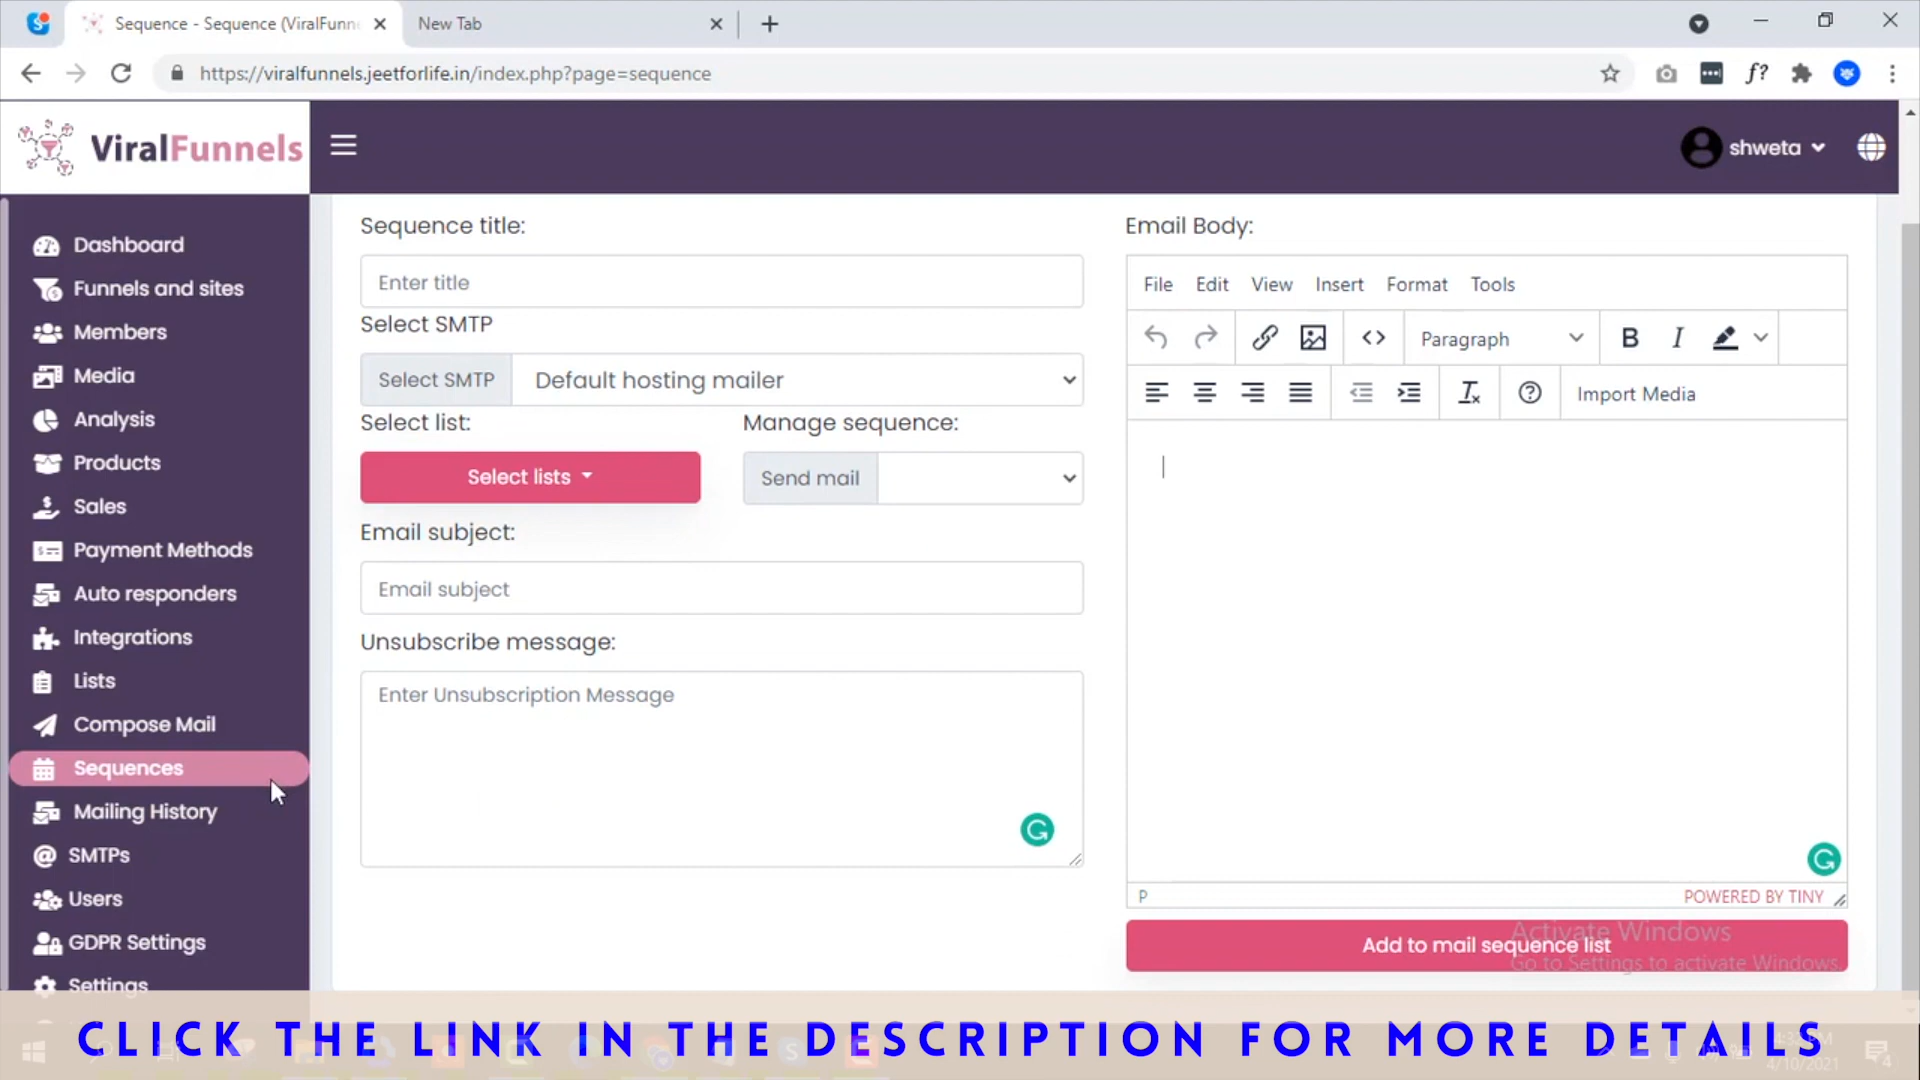 Sequence - Sequence (ViralFunn
New Tab
https://viralfunnels.jeetforlife.in/index.php?page=sequence
f?
ViralFunnels
shweta
Dashboard
Funnels and sites
Members
Media
Analysis
Products
Sales
Payment Methods
Auto responders
Integrations
Lists
Compose Mail
Sequences
Mailing History
SMTPs
Users
GDPR Settings
Settings
Sequence title:
Enter title
Select SMTP
Select SMTP
Default hosting mailer
Select list:
Manage sequence:
Select lists
Send mail
Email subject:
Email subject
Unsubscribe message:
Enter Unsubscription Message
Email Body:
File Edit View Insert Format Tools
Paragraph
B I
Import Media
P
POWERED BY TINY
Add to mail sequence list
Activate Windows
Go to Settings to activate Windows.
CLICK THE LINK IN THE DESCRIPTION FOR MORE DETAILS
4/10/2021